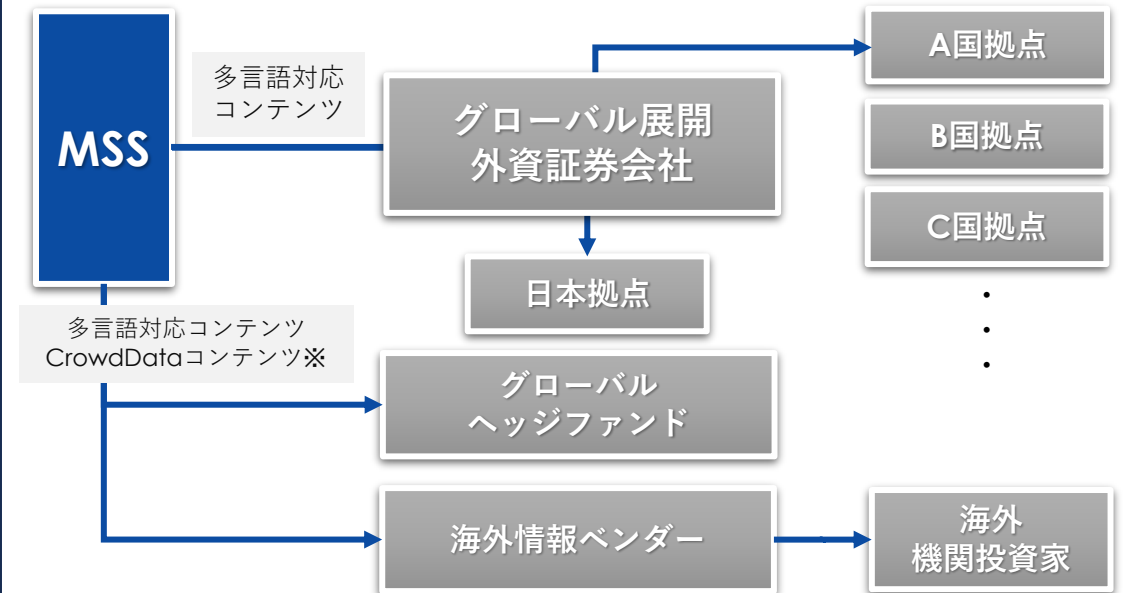 MSS
多言語対応
コンテンツ
グローバル展開
外資証券会社
A国拠点
B国拠点
C国拠点
・
・
・
日本拠点
多言語対応コンテンツ
CrowdDataコンテンツ※
グローバル
ヘッジファンド
海外情報ベンダー
海外
機関投資家